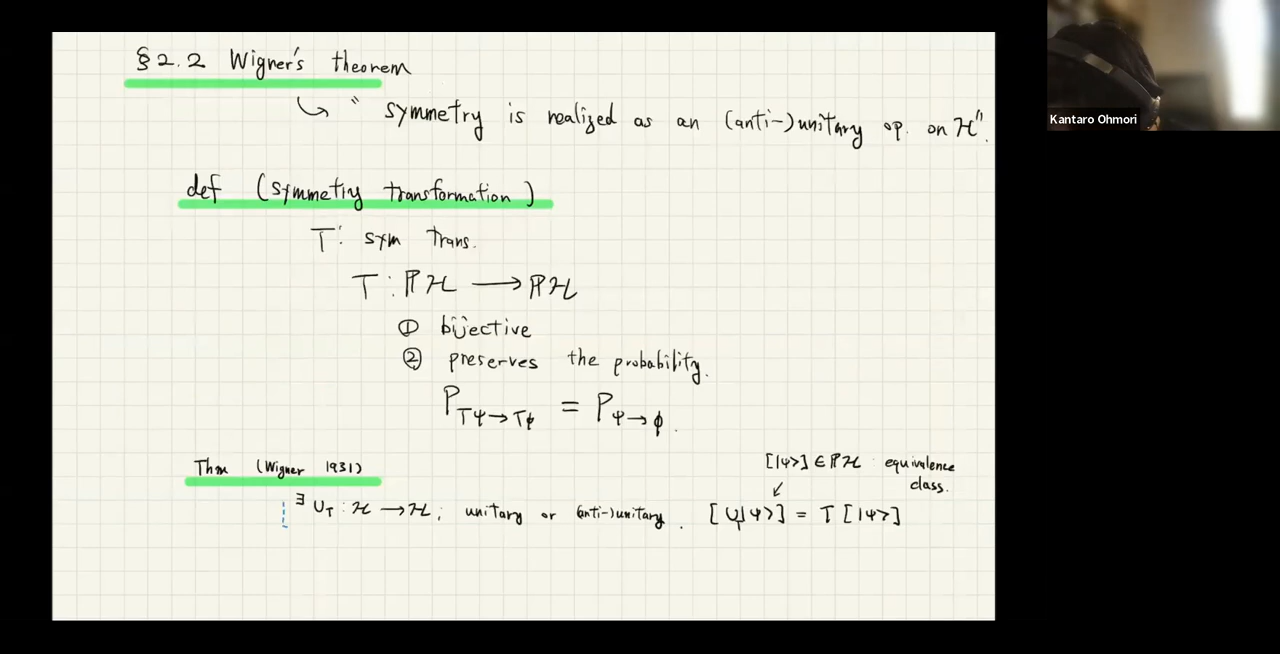 §2.2 Wigner's theorem
↳ " symmetry is realized as an (anti-)unitary op. on ℋ".
def (symmetry transformation)
T: sym trans.
T: ℙℋ → ℙℋ
① bijective
② preserves the probability.
P_{Tψ→Tϕ} = P_{ψ→ϕ}.
Thm (Wigner 1931)
[|ψ>] ∈ ℙℋ equivalence class.
∃ U_T : ℋ → ℋ; unitary or (anti-)unitary. [U_T|ψ>] = T[|ψ>]
Kantaro Ohmori